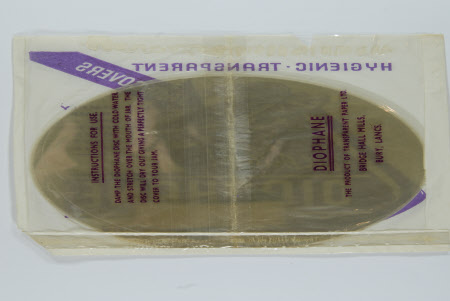 HYGIENIC · TRANSPARENT
COVERS
INSTRUCTIONS FOR USE.
DAMP THE DIOPHANE DISC WITH COLD WATER
AND STRETCH OVER THE MOUTH OF JAR. THE
DISC WILL DRY OUT GIVING A PERFECTLY TIGHT
COVER TO YOUR JAM.
DIOPHANE
THE PRODUCT OF TRANSPARENT PAPER LTD.
BRIDGE HALL MILLS,
BURY, LANCS.